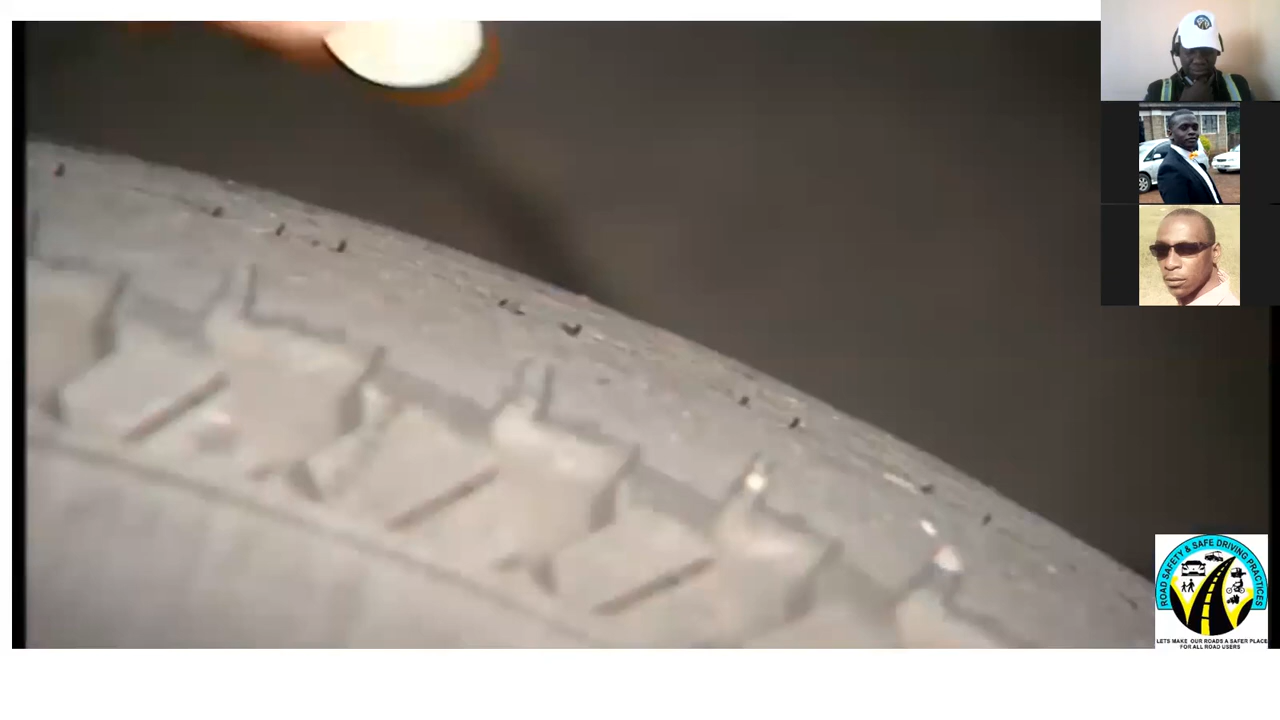 ROAD SAFETY & SAFE DRIVING PRACTICES
LETS MAKE OUR ROADS A SAFER PLACE
FOR ALL ROAD USERS